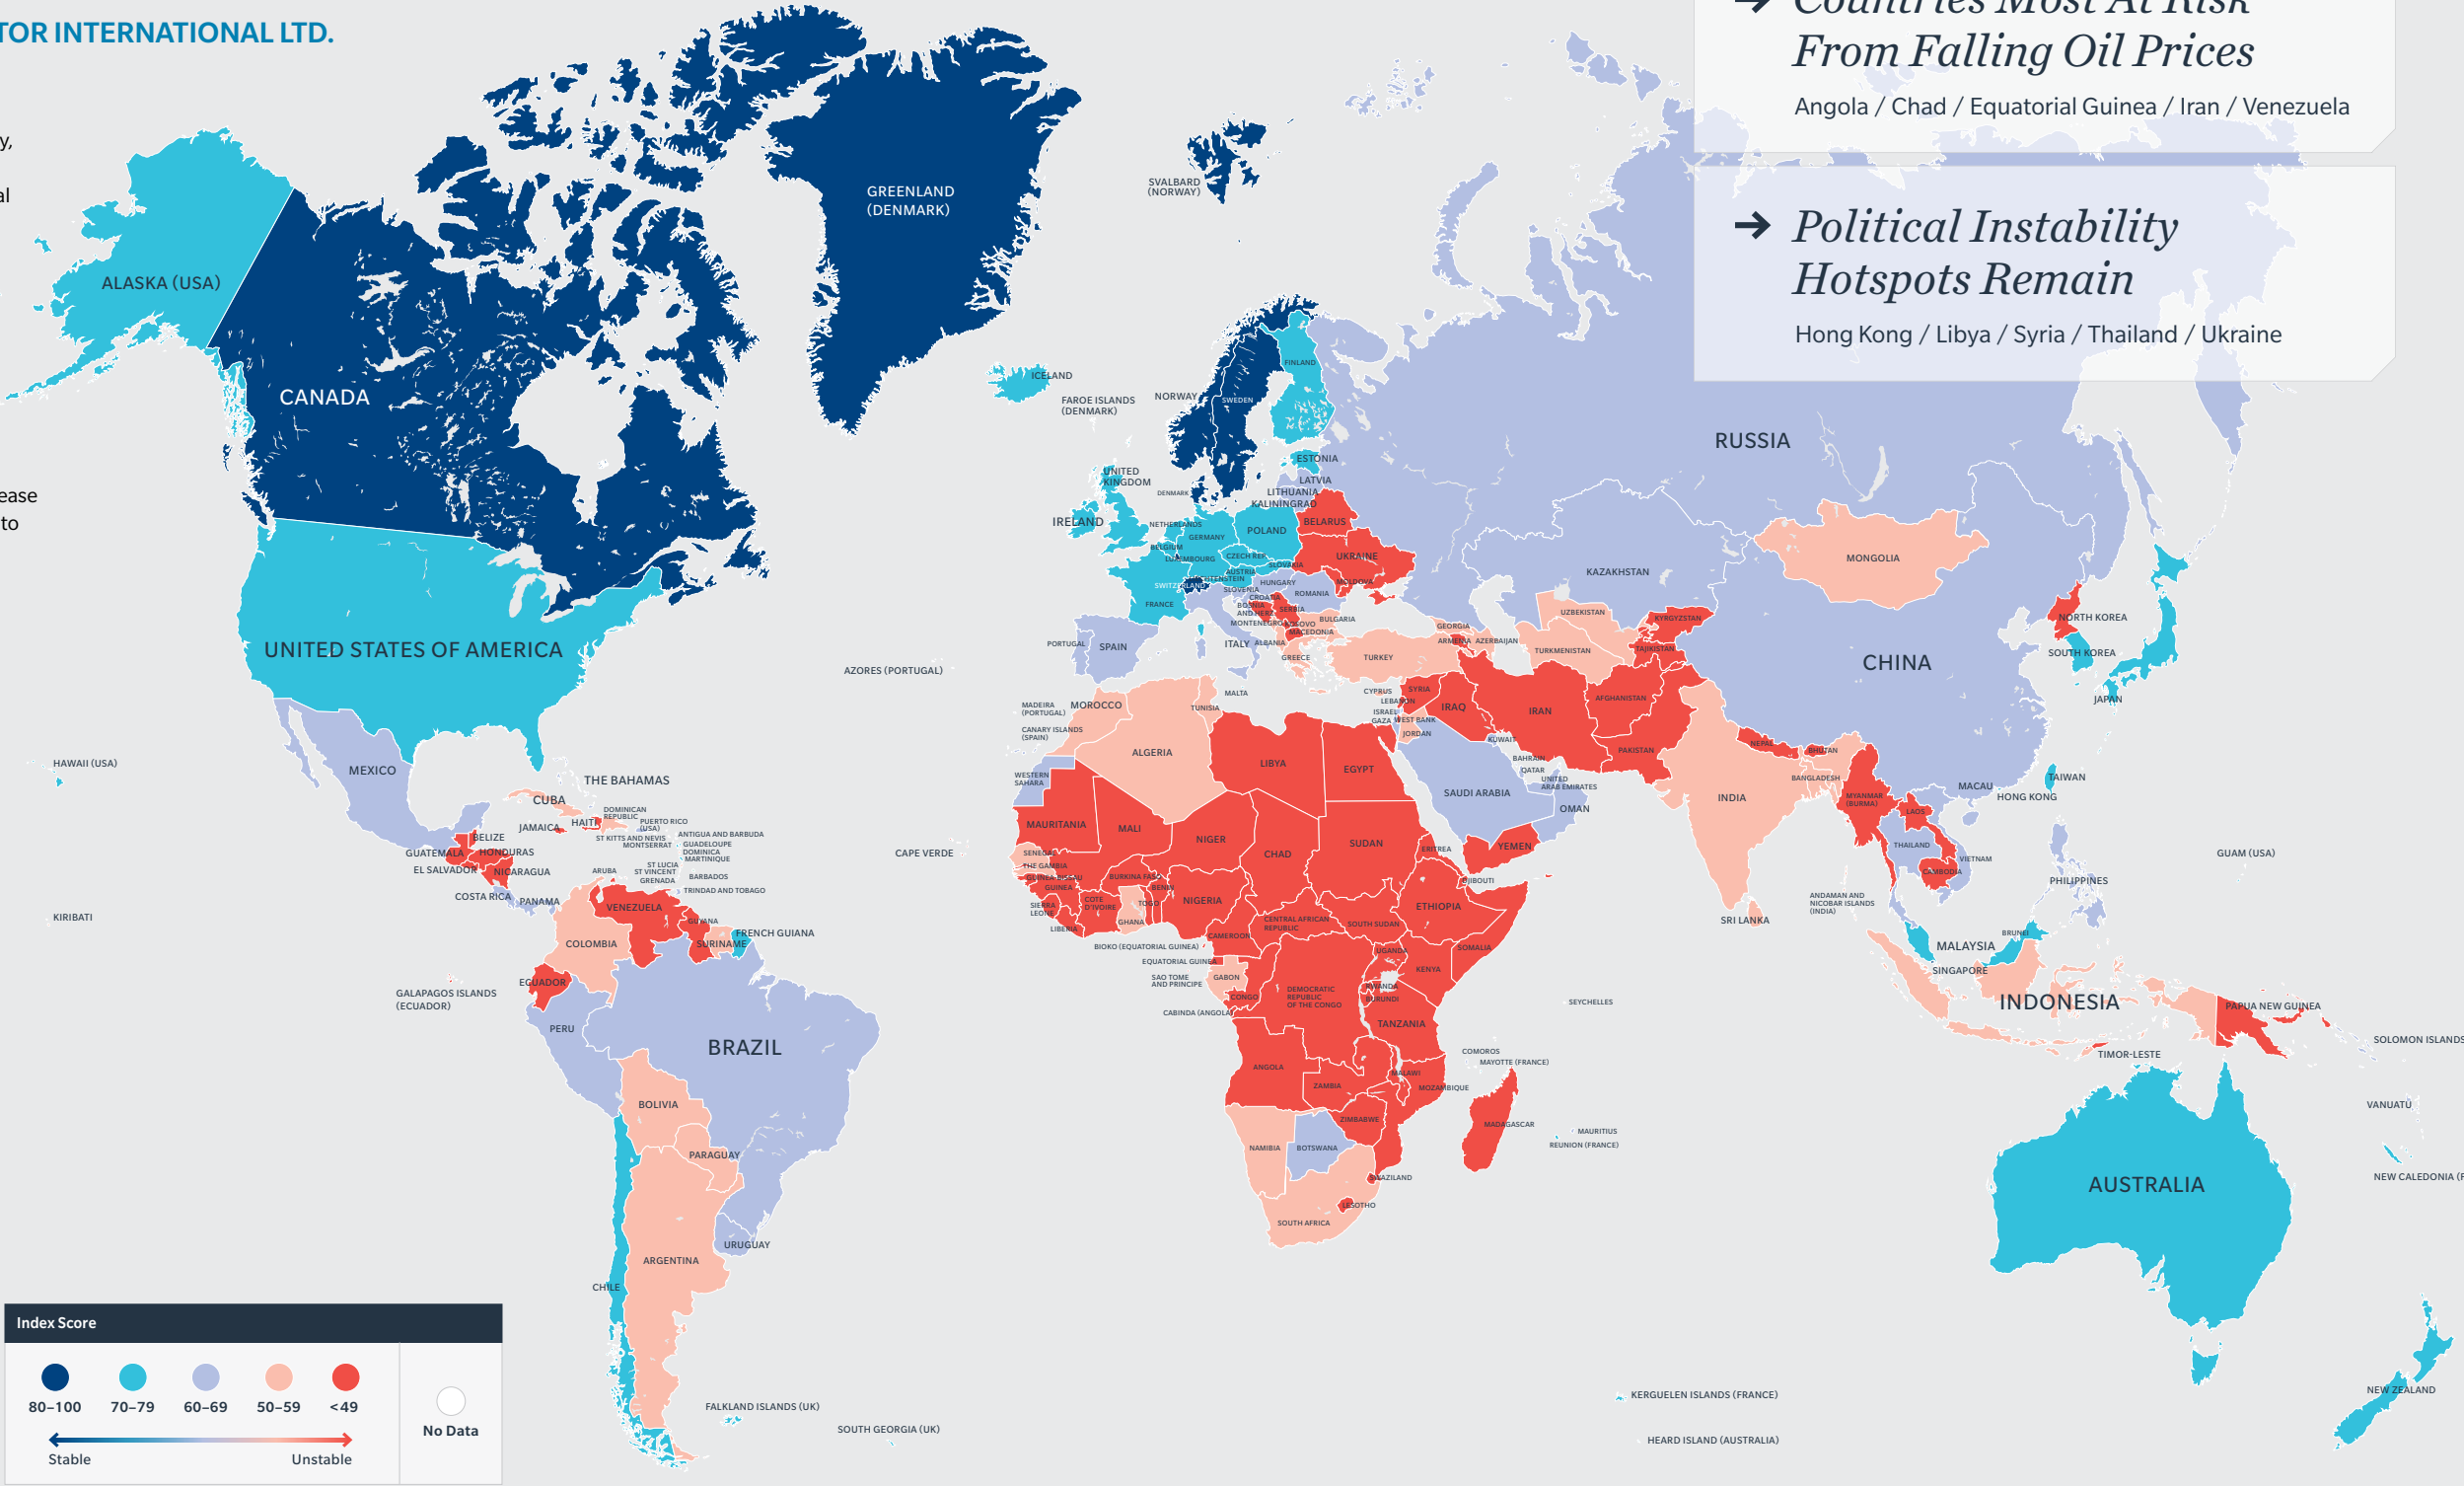 TOR INTERNATIONAL LTD.
y,
al
ease
to
Countries Most At Risk
From Falling Oil Prices
Angola / Chad / Equatorial Guinea / Iran / Venezuela
Political Instability
Hotspots Remain
Hong Kong / Libya / Syria / Thailand / Ukraine
GREENLAND
(DENMARK)
SVALBARD
(NORWAY)
ALASKA (USA)
CANADA
ICELAND
FAROE ISLANDS
(DENMARK)
NORWAY
SWEDEN
FINLAND
RUSSIA
ESTONIA
LATVIA
LITHUANIA
KALININGRAD
UNITED
KINGDOM
DENMARK
IRELAND
NETHERLANDS
GERMANY
POLAND
BELARUS
BELGIUM
LUXEMBOURG
CZECH REP.
SLOVAKIA
UKRAINE
AUSTRIA
SWITZERLAND
HUNGARY
MOLDOVA
SLOVENIA
CROATIA
ROMANIA
FRANCE
BOSNIA
AND HERZ.
SERBIA
MONTENEGRO
KOSOVO
BULGARIA
MACEDONIA
PORTUGAL
SPAIN
ITALY
ALBANIA
GREECE
TURKEY
GEORGIA
ARMENIA
AZERBAIJAN
KAZAKHSTAN
MONGOLIA
UZBEKISTAN
KYRGYZSTAN
TURKMENISTAN
TAJIKISTAN
NORTH KOREA
SOUTH KOREA
JAPAN
CHINA
UNITED STATES OF AMERICA
AZORES (PORTUGAL)
MADEIRA
(PORTUGAL)
MOROCCO
TUNISIA
MALTA
CYPRUS
SYRIA
LEBANON
ISRAEL
GAZA
WEST BANK
JORDAN
IRAQ
IRAN
AFGHANISTAN
PAKISTAN
KUWAIT
BAHRAIN
QATAR
UNITED
ARAB EMIRATES
OMAN
SAUDI ARABIA
YEMEN
CANARY ISLANDS
(SPAIN)
ALGERIA
LIBYA
EGYPT
WESTERN
SAHARA
NEPAL
BHUTAN
BANGLADESH
INDIA
MYANMAR
(BURMA)
LAOS
THAILAND
VIETNAM
CAMBODIA
MACAU
HONG KONG
TAIWAN
PHILIPPINES
GUAM (USA)
SRI LANKA
ANDAMAN AND
NICOBAR ISLANDS
(INDIA)
HAWAII (USA)
MEXICO
THE BAHAMAS
CUBA
DOMINICAN
REPUBLIC
PUERTO RICO
(USA)
JAMAICA
HAITI
ST KITTS AND NEVIS
MONTSERRAT
ANTIGUA AND BARBUDA
GUADELOUPE
DOMINICA
MARTINIQUE
ST LUCIA
ST VINCENT
GRENADA
BARBADOS
TRINIDAD AND TOBAGO
ARUBA
BELIZE
GUATEMALA
HONDURAS
EL SALVADOR
NICARAGUA
COSTA RICA
PANAMA
VENEZUELA
GUYANA
SURINAME
FRENCH GUIANA
COLOMBIA
ECUADOR
GALAPAGOS ISLANDS
(ECUADOR)
KIRIBATI
PERU
BRAZIL
BOLIVIA
PARAGUAY
URUGUAY
ARGENTINA
CHILE
FALKLAND ISLANDS (UK)
SOUTH GEORGIA (UK)
CAPE VERDE
MAURITANIA
MALI
NIGER
CHAD
SUDAN
ERITREA
DJIBOUTI
SENEGAL
THE GAMBIA
GUINEA-BISSAU
GUINEA
SIERRA
LEONE
LIBERIA
COTE
D'IVOIRE
BURKINA FASO
GHANA
TOGO
BENIN
NIGERIA
CAMEROON
CENTRAL AFRICAN
REPUBLIC
SOUTH SUDAN
ETHIOPIA
SOMALIA
BIOKO (EQUATORIAL GUINEA)
EQUATORIAL GUINEA
SAO TOME
AND PRINCIPE
GABON
CONGO
CABINDA (ANGOLA)
DEMOCRATIC
REPUBLIC
OF THE CONGO
UGANDA
KENYA
RWANDA
BURUNDI
TANZANIA
SEYCHELLES
COMOROS
MAYOTTE (FRANCE)
ANGOLA
ZAMBIA
MALAWI
MOZAMBIQUE
ZIMBABWE
MADAGASCAR
MAURITIUS
REUNION (FRANCE)
NAMIBIA
BOTSWANA
SWAZILAND
LESOTHO
SOUTH AFRICA
BRUNEI
MALAYSIA
SINGAPORE
INDONESIA
PAPUA NEW GUINEA
TIMOR-LESTE
SOLOMON ISLANDS
VANUATU
NEW CALEDONIA (F
AUSTRALIA
NEW ZEALAND
KERGUELEN ISLANDS (FRANCE)
HEARD ISLAND (AUSTRALIA)
Index Score
80–100 70–79 60–69 50–59 <49
No Data
Stable Unstable